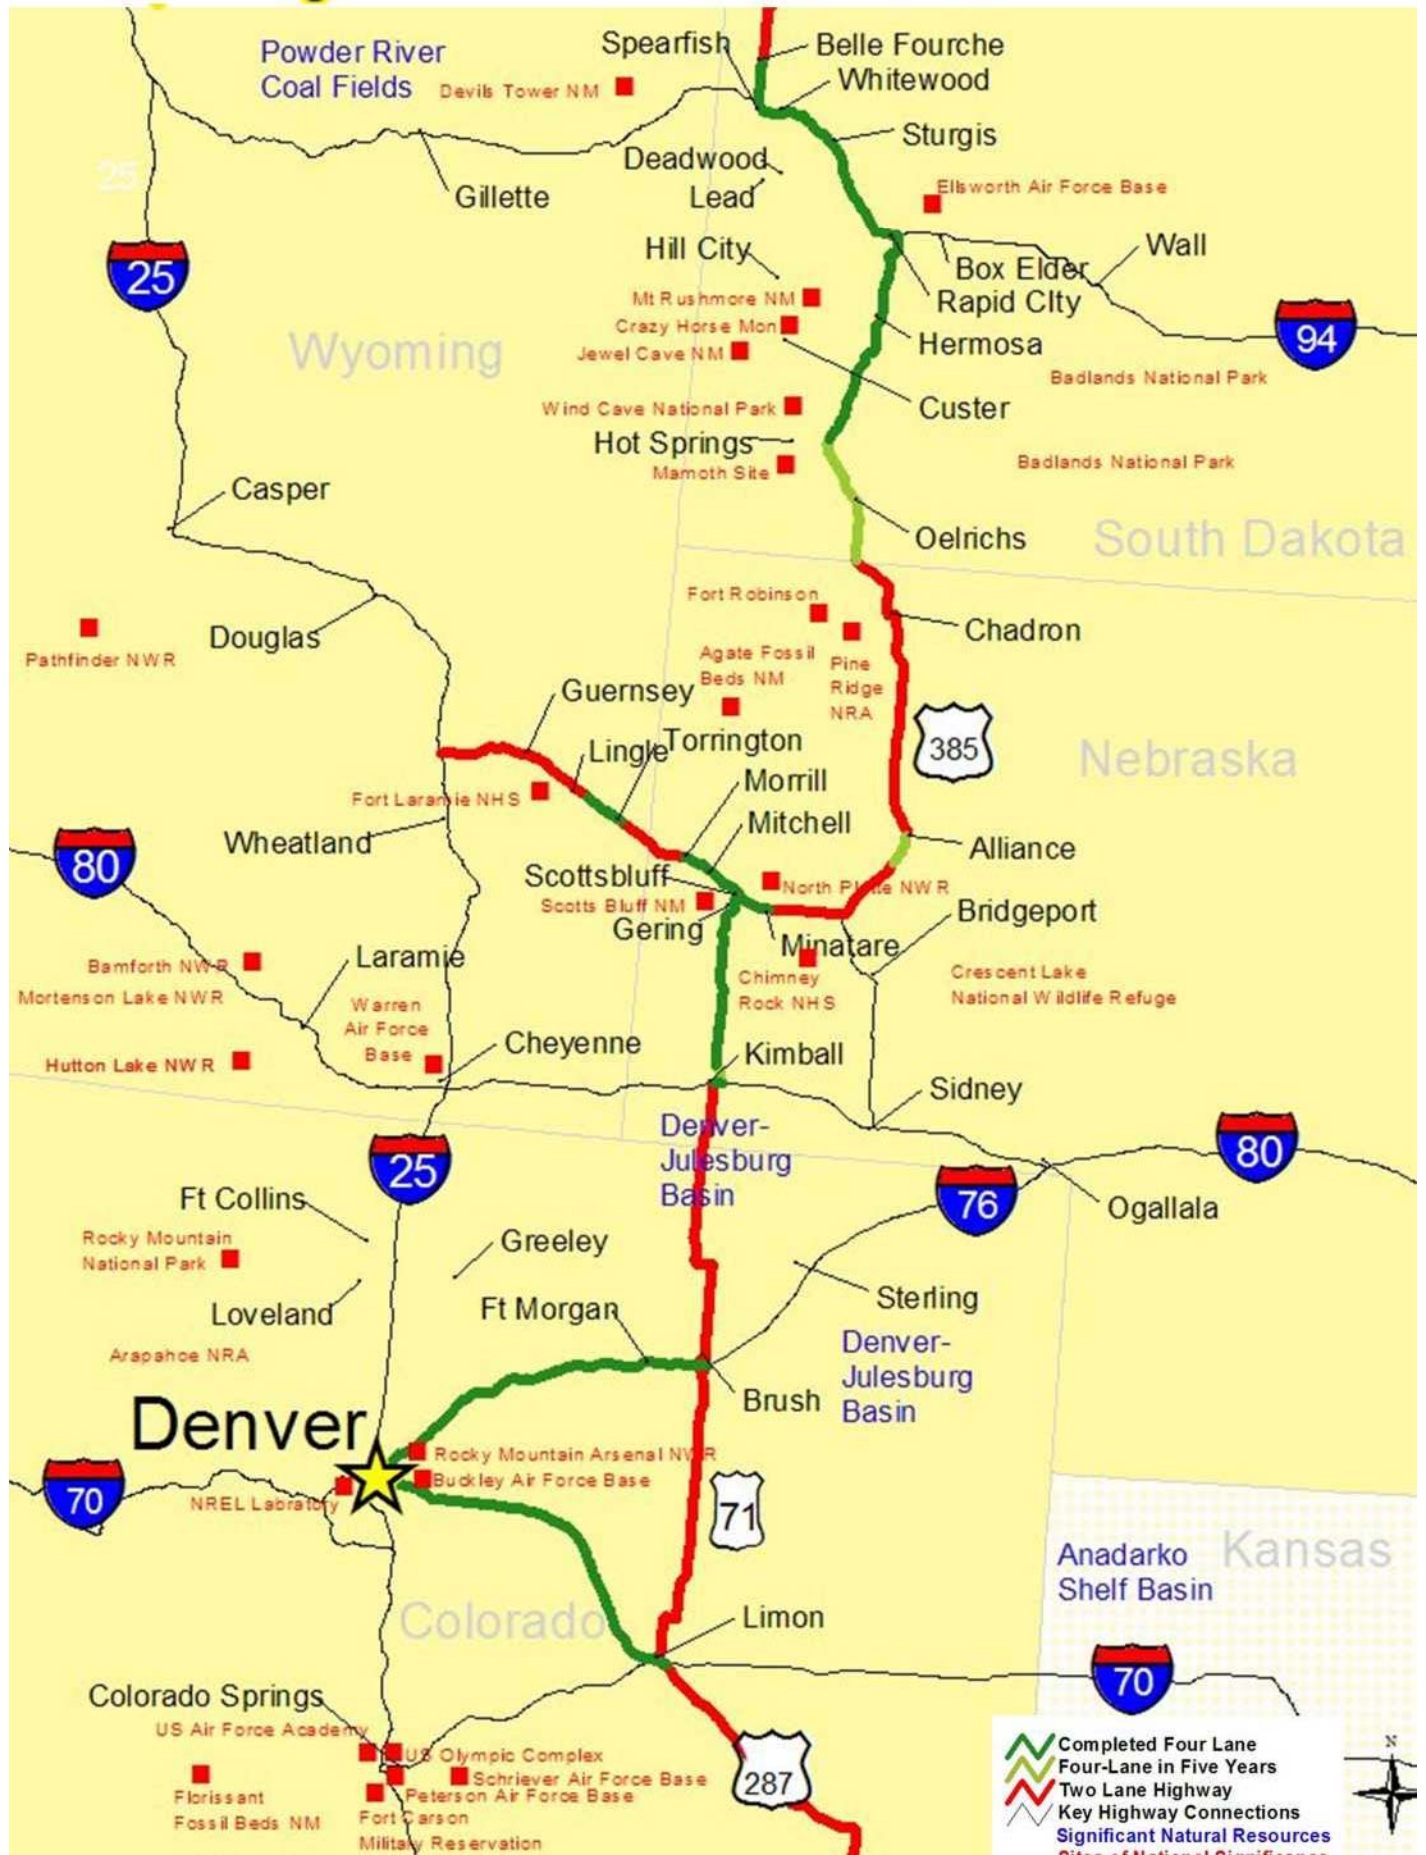 Spearfish
Belle Fourche
Powder River
Coal Fields
Devils Tower NM
Whitewood
Sturgis
Deadwood
Lead
25
Gillette
Ellsworth Air Force Base
Hill City
Wall
Box Elder
25
Mt Rushmore NM
Rapid CIty
Crazy Horse Mon
94
Wyoming
Jewel Cave NM
Hermosa
Badlands National Park
Wind Cave National Park
Custer
Hot Springs
Mamoth Site
Badlands National Park
Casper
Oelrichs
South Dakota
Fort Robinson
Chadron
Douglas
Pathfinder NWR
Agate Fossil
Beds NM
Pine
Ridge
NRA
Guernsey
385
Lingle
Torrington
Nebraska
Morrill
Fort Laramie NHS
Mitchell
Wheatland
Alliance
80
Scottsbluff
North Platte NWR
Scotts Bluff NM
Bridgeport
Gering
Minatare
Laramie
Bamforth NWR
Mortenson Lake NWR
Chimney
Rock NHS
Crescent Lake
National Wildlife Refuge
Warren
Air Force
Base
Cheyenne
Kimball
Hutton Lake NWR
Sidney
Denver-
Julesburg
Basin
80
25
76
Ft Collins
Ogallala
Rocky Mountain
National Park
Greeley
Sterling
Loveland
Ft Morgan
Arapahoe NRA
Denver-
Julesburg
Basin
Brush
Denver
Rocky Mountain Arsenal NWR
Buckley Air Force Base
70
NREL Labratory
71
Anadarko
Shelf Basin
Kansas
Colorado
Limon
70
Colorado Springs
US Air Force Academy
US Olympic Complex
Schriever Air Force Base
Peterson Air Force Base
Florissant
Fossil Beds NM
Fort Carson
Military Reservation
287
Completed Four Lane
Four-Lane in Five Years
Two Lane Highway
Key Highway Connections
Significant Natural Resources
Sites of National Significance
N